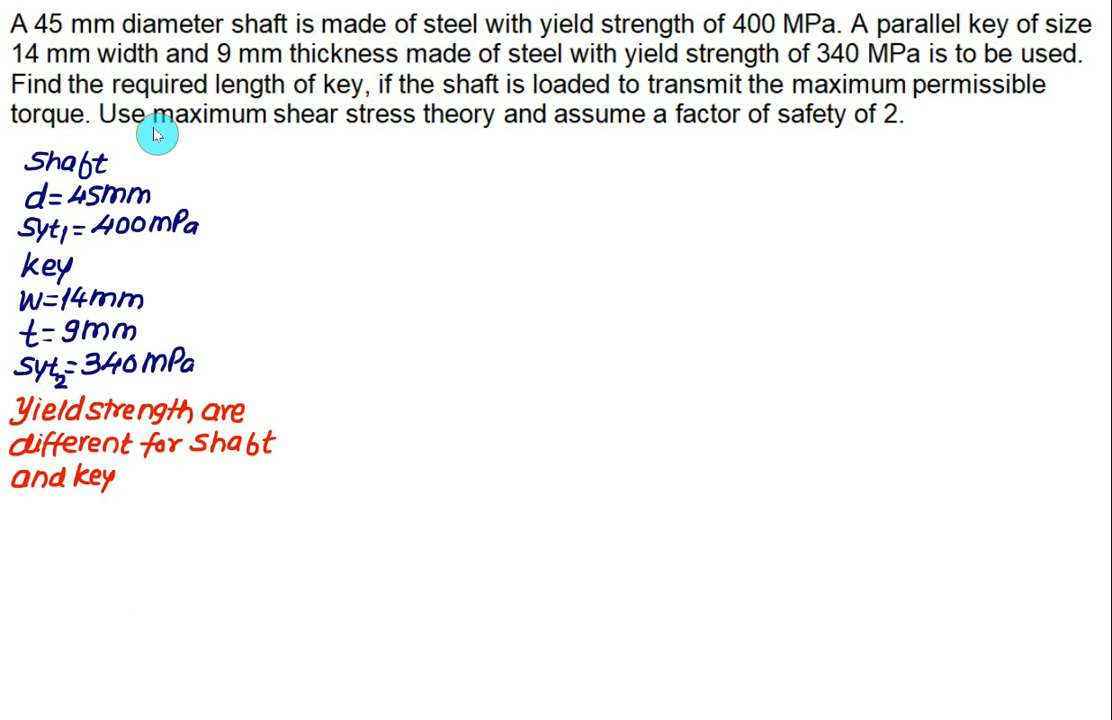 A 45 mm diameter shaft is made of steel with yield strength of 400 MPa. A parallel key of size
14 mm width and 9 mm thickness made of steel with yield strength of 340 MPa is to be used.
Find the required length of key, if the shaft is loaded to transmit the maximum permissible
torque. Use maximum shear stress theory and assume a factor of safety of 2.
Shaft
d=45mm
Syt1=400mPa
key
W=14mm
t=9mm
Syt2=340mPa
Yield strength are
different for shaft
and key